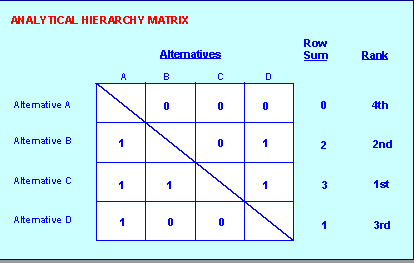 ANALYTICAL HIERARCHY MATRIX
Alternatives Row Sum Rank
A B C D
Alternative A 0 0 0 0 4th
Alternative B 1 0 1 2 2nd
Alternative C 1 1 1 3 1st
Alternative D 1 0 0 1 3rd